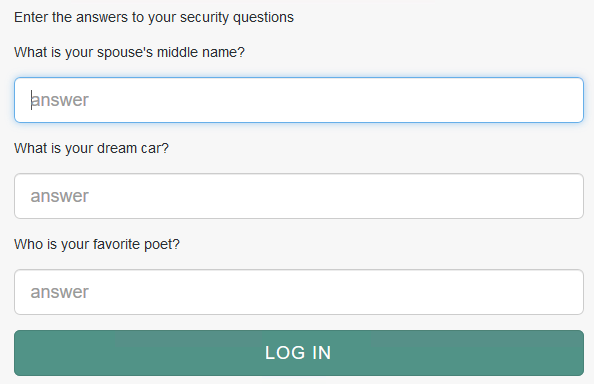 Enter the answers to your security questions
What is your spouse's middle name?
answer
What is your dream car?
answer
Who is your favorite poet?
answer
LOG IN